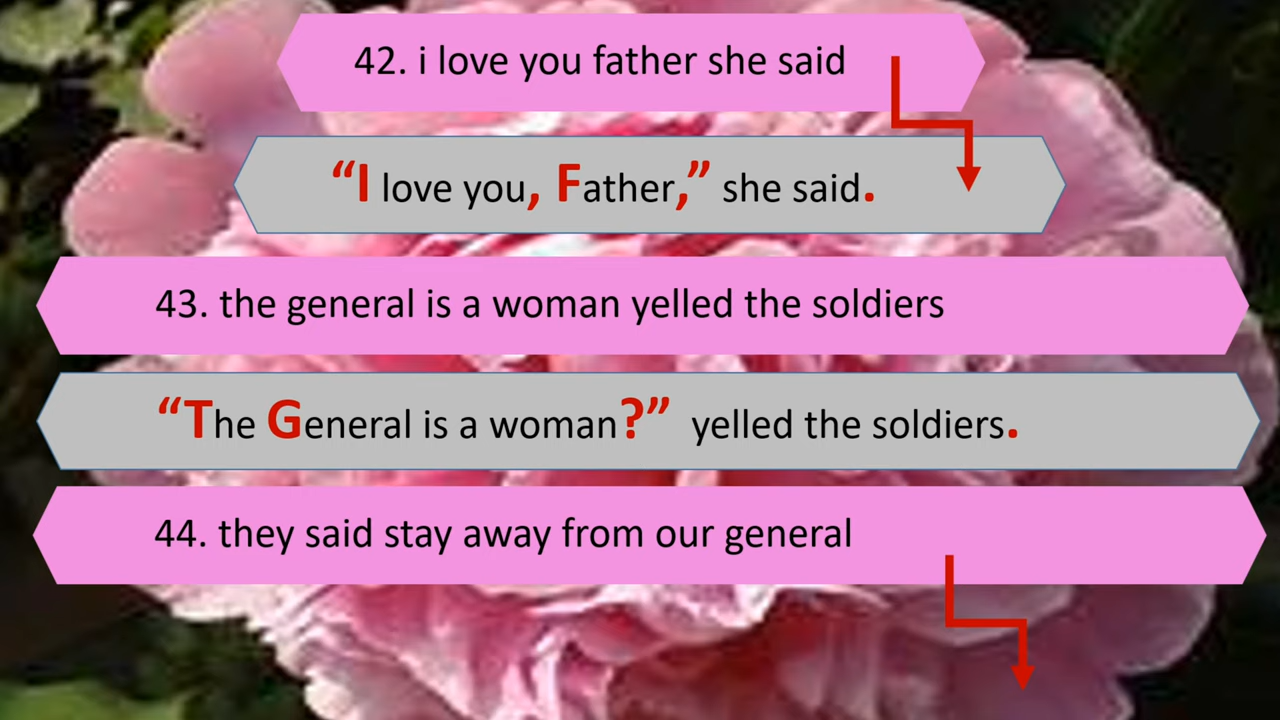 42. i love you father she said
“I love you, Father,” she said.
43. the general is a woman yelled the soldiers
“The General is a woman?” yelled the soldiers.
44. they said stay away from our general